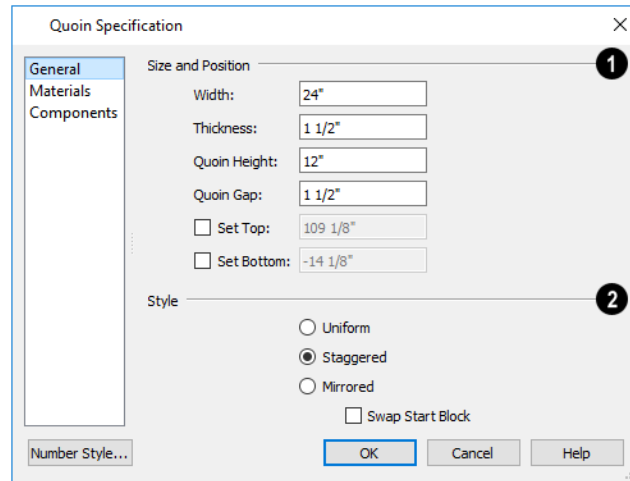 Quoin Specification
General
Materials
Components
Size and Position
1
Width: 24"
Thickness: 1 1/2"
Quoin Height: 12"
Quoin Gap: 1 1/2"
Set Top: 109 1/8"
Set Bottom: -14 1/8"
Style
2
Uniform
Staggered
Mirrored
Swap Start Block
Number Style... OK Cancel Help